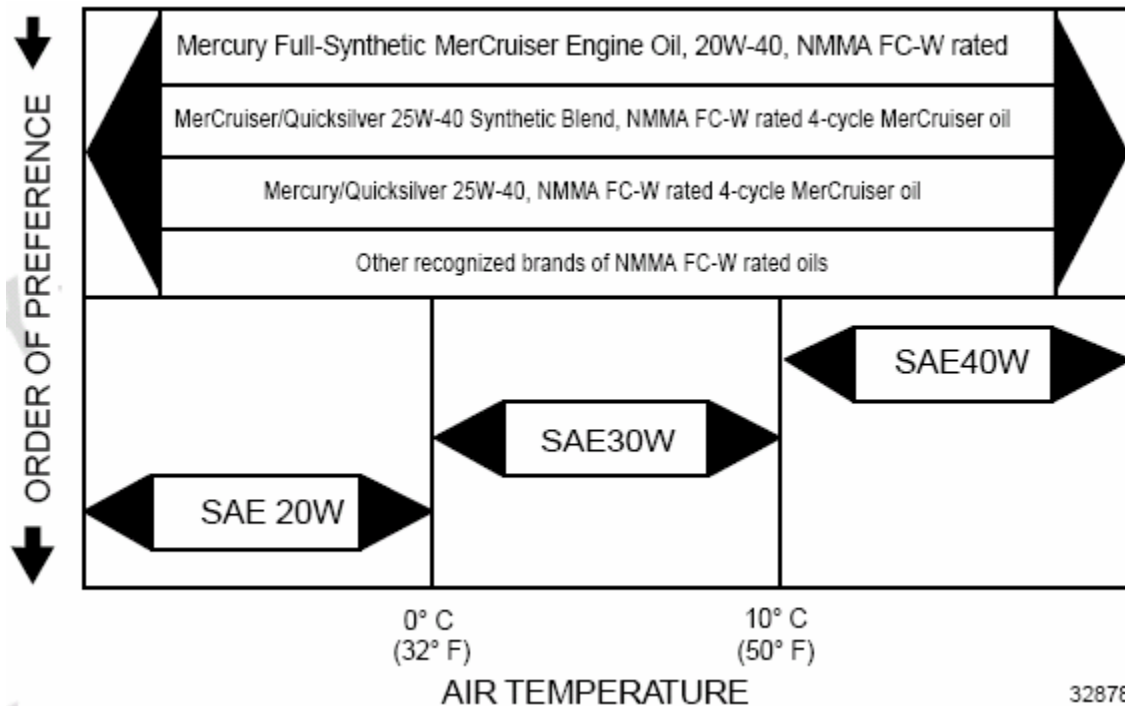 ORDER OF PREFERENCE
Mercury Full-Synthetic MerCruiser Engine Oil, 20W-40, NMMA FC-W rated
MerCruiser/Quicksilver 25W-40 Synthetic Blend, NMMA FC-W rated 4-cycle MerCruiser oil
Mercury/Quicksilver 25W-40, NMMA FC-W rated 4-cycle MerCruiser oil
Other recognized brands of NMMA FC-W rated oils
SAE40W
SAE30W
SAE 20W
0° C
(32° F)
10° C
(50° F)
AIR TEMPERATURE
32878